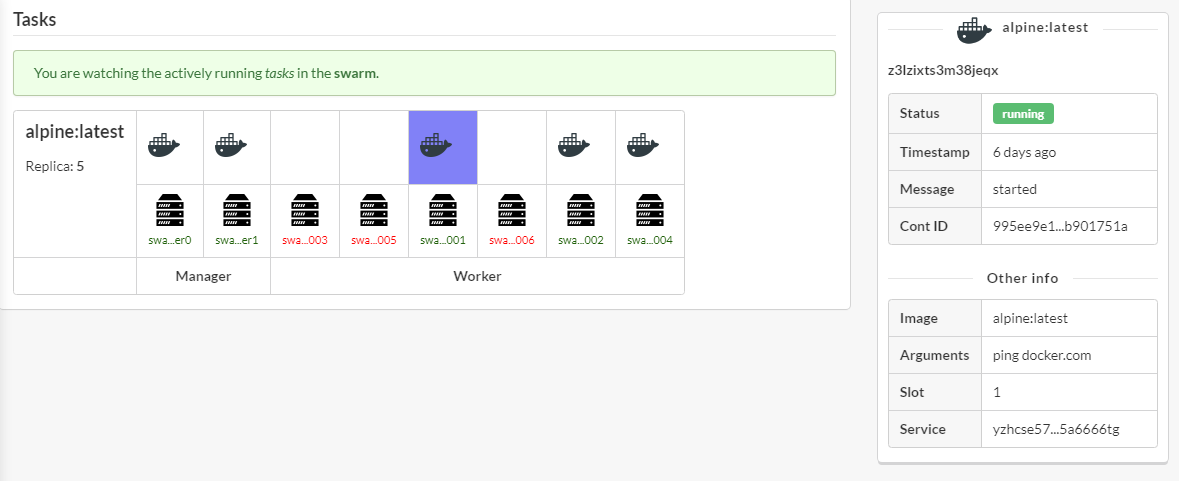 Tasks
You are watching the actively running tasks in the swarm.
alpine:latest
Replica: 5
swa...er0 swa...er1 swa...003 swa...005 swa...001 swa...006 swa...002 swa...004
Manager Worker
alpine:latest
z3lzixts3m38jeqx
Status running
Timestamp 6 days ago
Message started
Cont ID 995ee9e1...b901751a
Other info
Image alpine:latest
Arguments ping docker.com
Slot 1
Service yzhcse57...5a6666tg